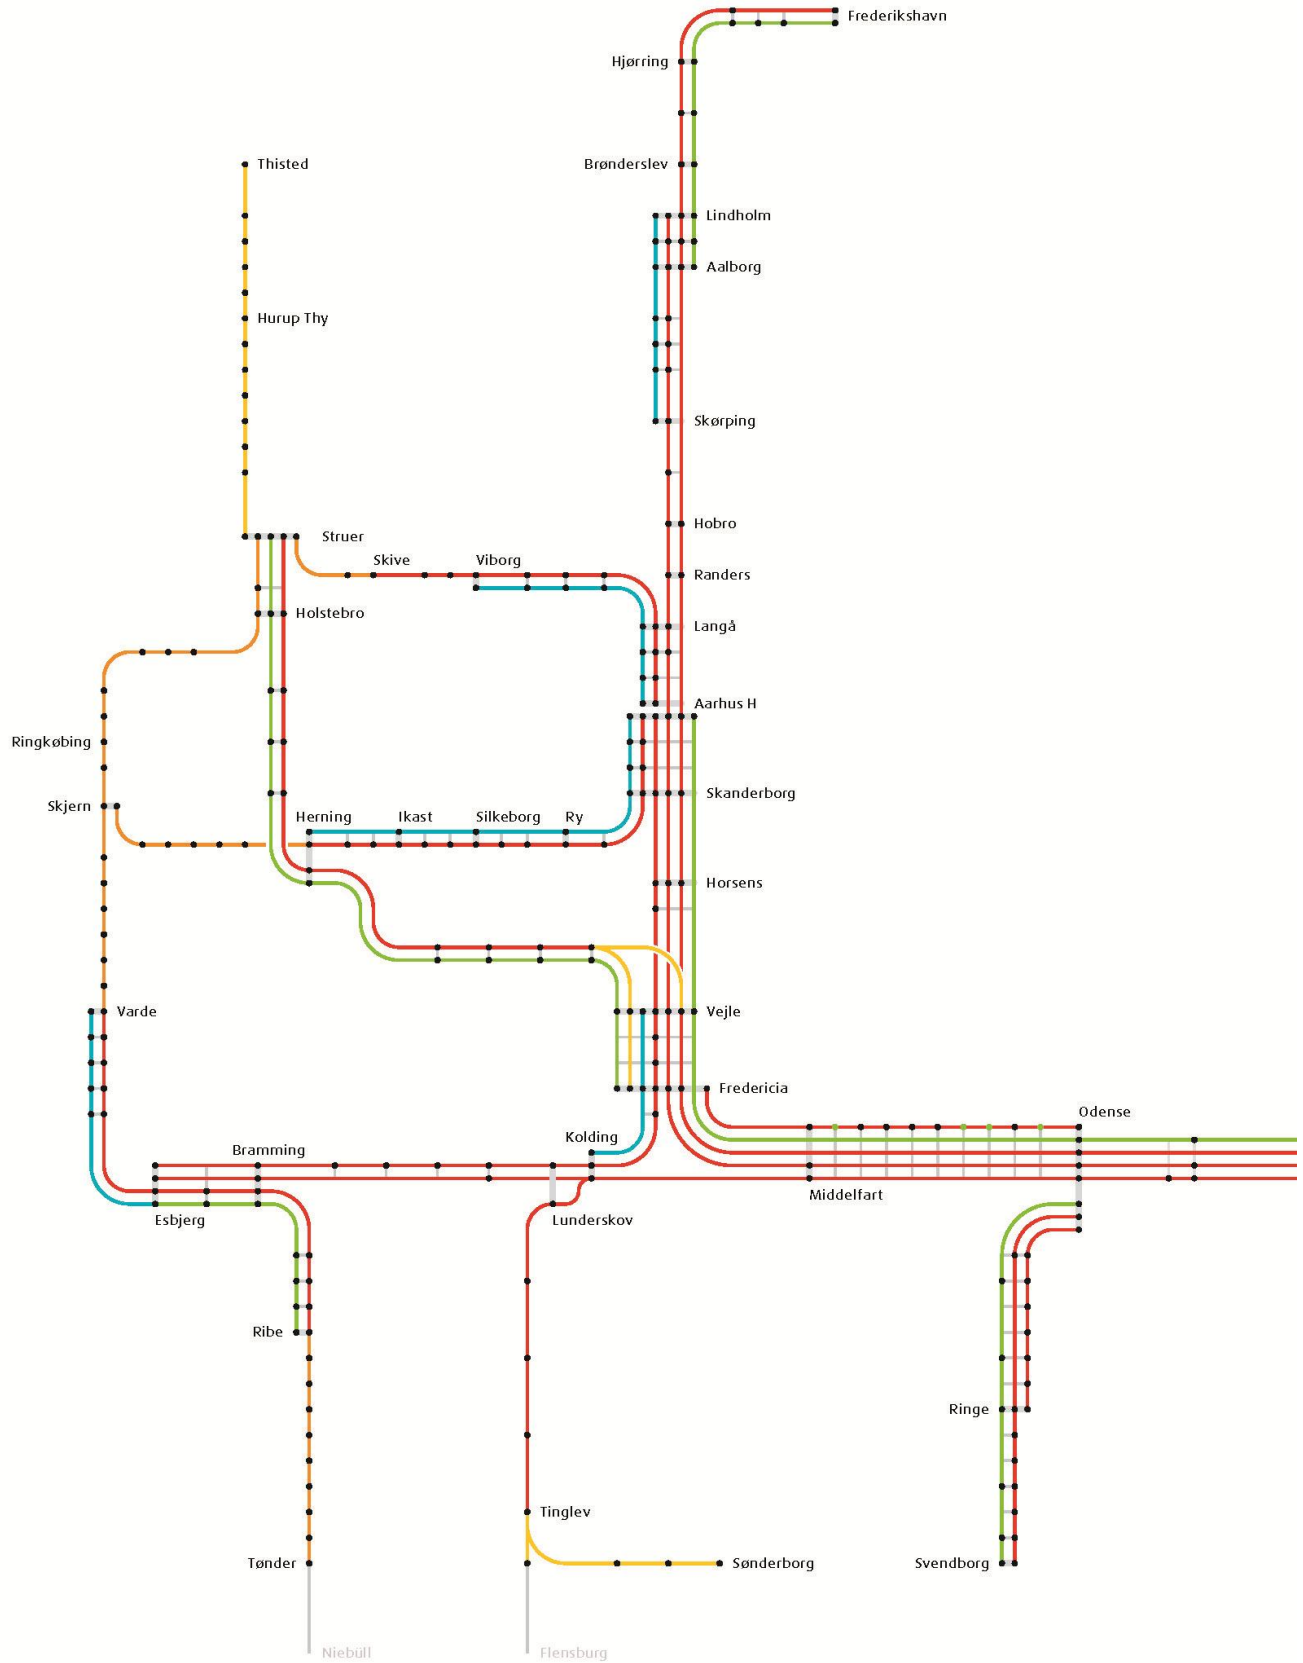 Frederikshavn
Hjørring
Thisted
Brønderslev
Lindholm
Aalborg
Hurup Thy
Skørping
Hobro
Struer
Skive
Viborg
Randers
Holstebro
Langå
Aarhus H
Ringkøbing
Skjern
Skanderborg
Herning
Ikast
Silkeborg
Ry
Horsens
Varde
Vejle
Fredericia
Odense
Kolding
Bramming
Middelfart
Esbjerg
Lunderskov
Ribe
Ringe
Tinglev
Tønder
Sønderborg
Svendborg
Niebüll
Flensburg